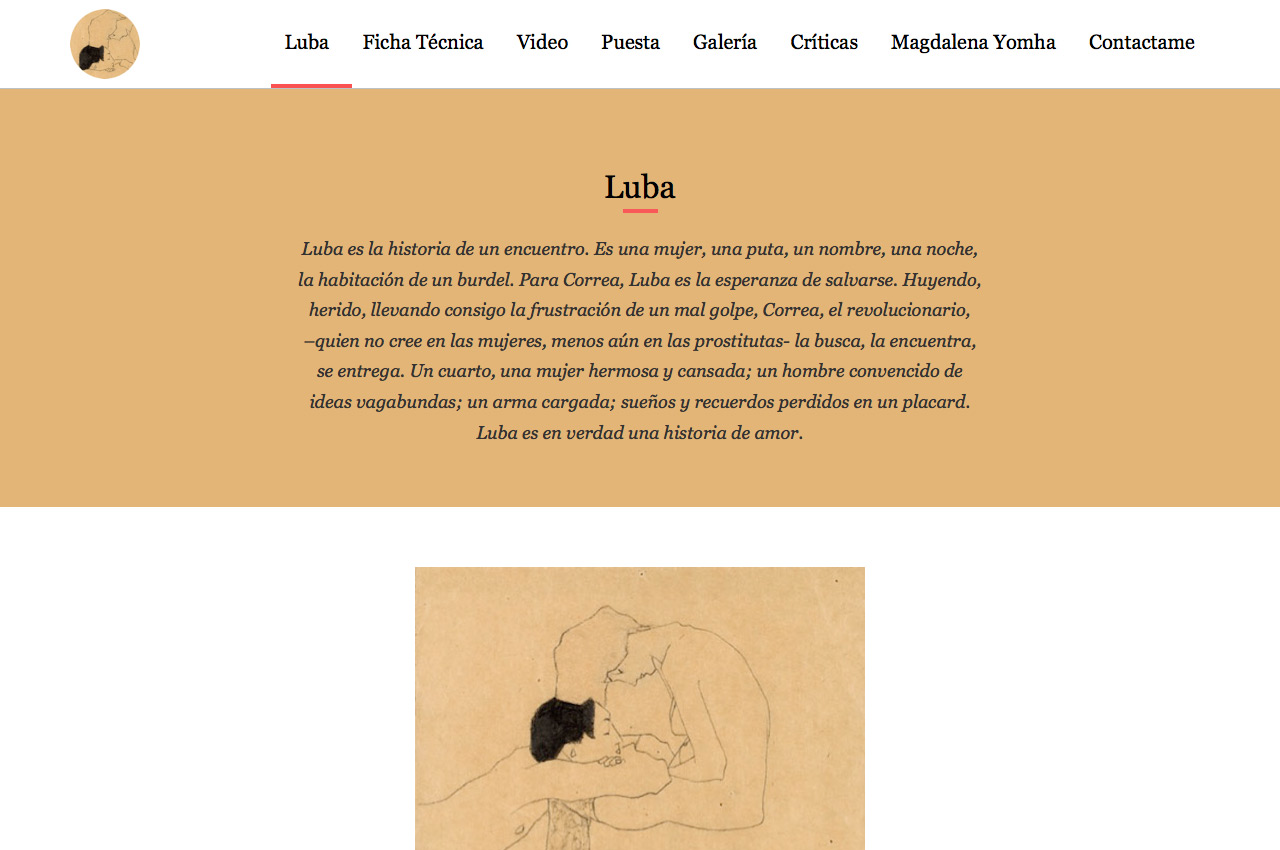 Luba Ficha Técnica Video Puesta Galería Críticas Magdalena Yomha Contactame
Luba
Luba es la historia de un encuentro. Es una mujer, una puta, un nombre, una noche,
la habitación de un burdel. Para Correa, Luba es la esperanza de salvarse. Huyendo,
herido, llevando consigo la frustración de un mal golpe, Correa, el revolucionario,
–quien no cree en las mujeres, menos aún en las prostitutas- la busca, la encuentra,
se entrega. Un cuarto, una mujer hermosa y cansada; un hombre convencido de
ideas vagabundas; un arma cargada; sueños y recuerdos perdidos en un placard.
Luba es en verdad una historia de amor.